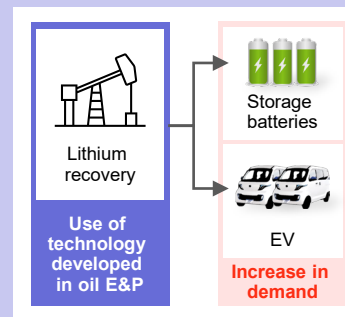 Lithium
recovery
Use of
technology
developed
in oil E&P
Storage
batteries
EV
Increase in
demand